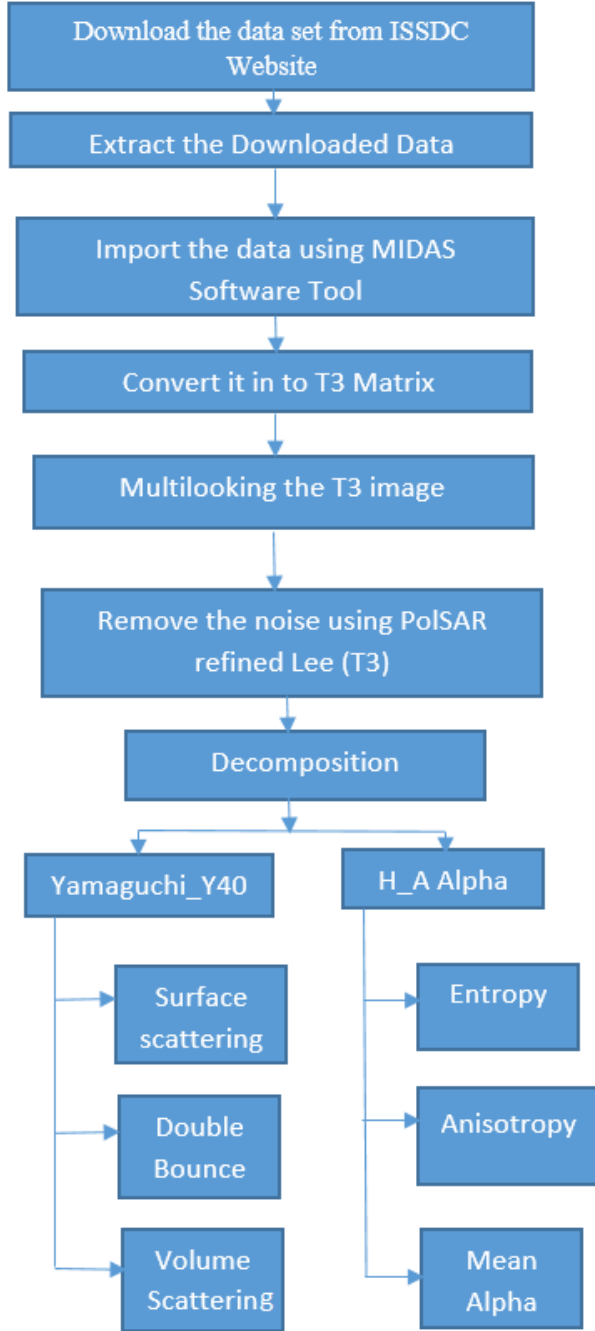 Download the data set from ISSDC
Website
Extract the Downloaded Data
Import the data using MIDAS
Software Tool
Convert it in to T3 Matrix
Multilooking the T3 image
Remove the noise using PolSAR
refined Lee (T3)
Decomposition
Yamaguchi_Y40
H_A Alpha
Surface
scattering
Double
Bounce
Volume
Scattering
Entropy
Anisotropy
Mean
Alpha